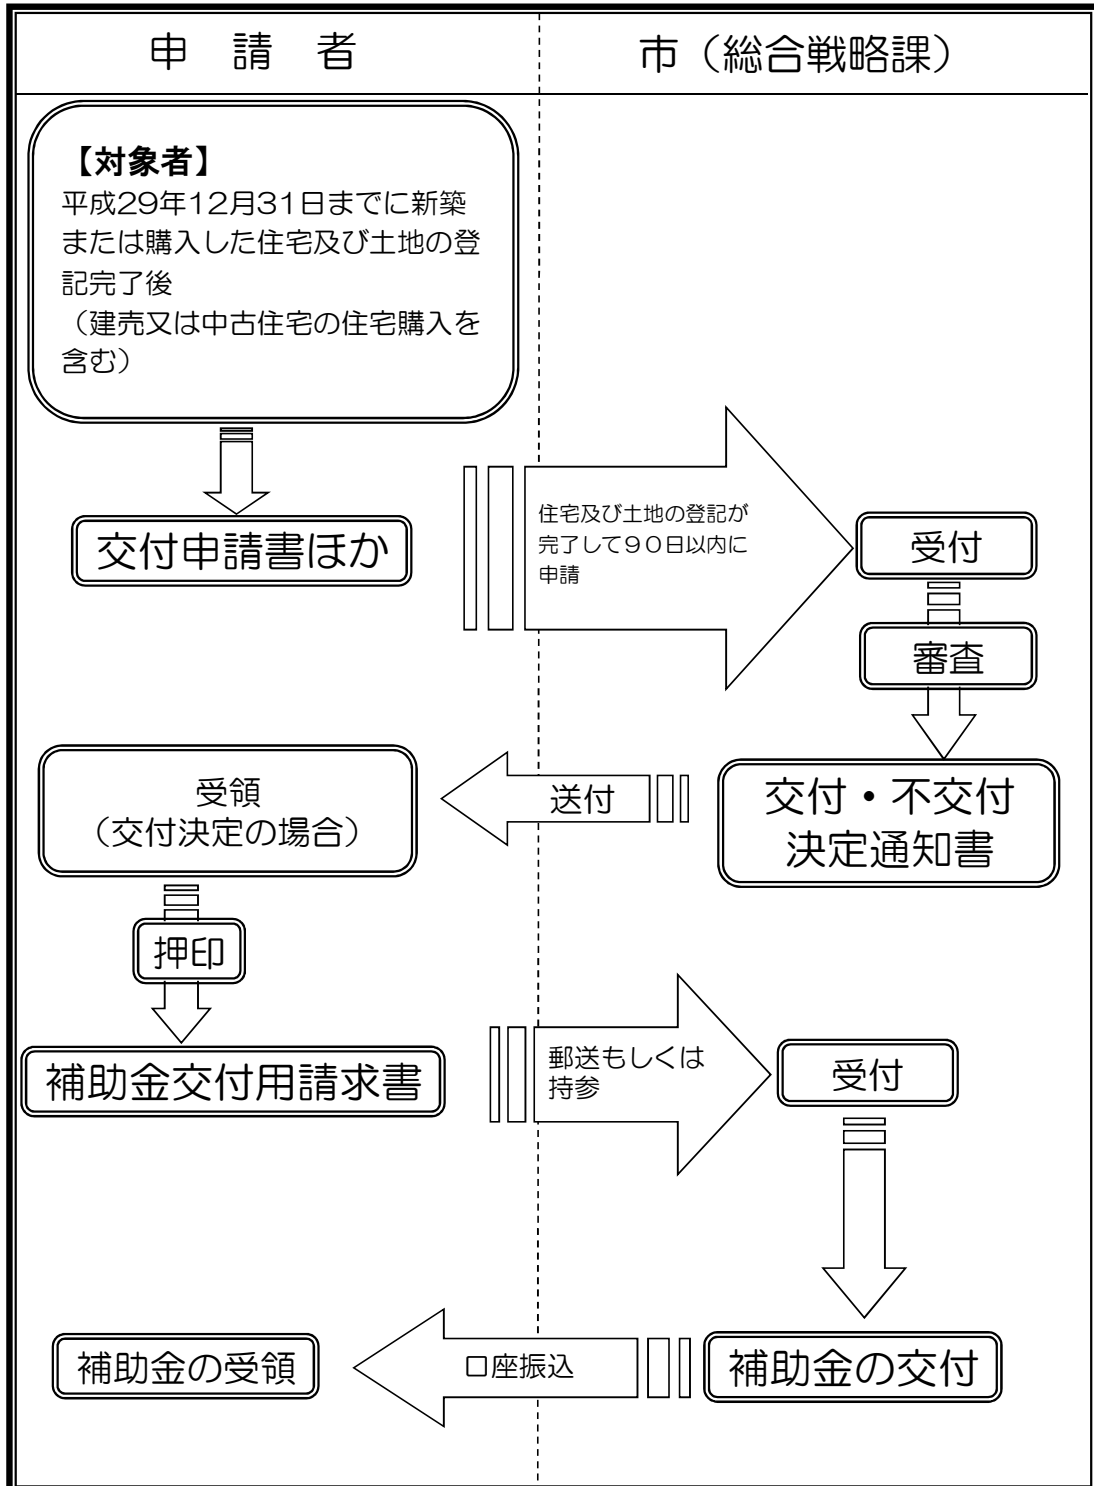 申　請　者
市（総合戦略課）
【対象者】
平成29年12月31日までに新築
または購入した住宅及び土地の登
記完了後
（建売又は中古住宅の住宅購入を
含む）
交付申請書ほか
住宅及び土地の登記が
完了して９０日以内に
申請
受付
審査
交付・不交付
決定通知書
送付
受領
（交付決定の場合）
押印
補助金交付用請求書
郵送もしくは
持参
受付
補助金の交付
口座振込
補助金の受領